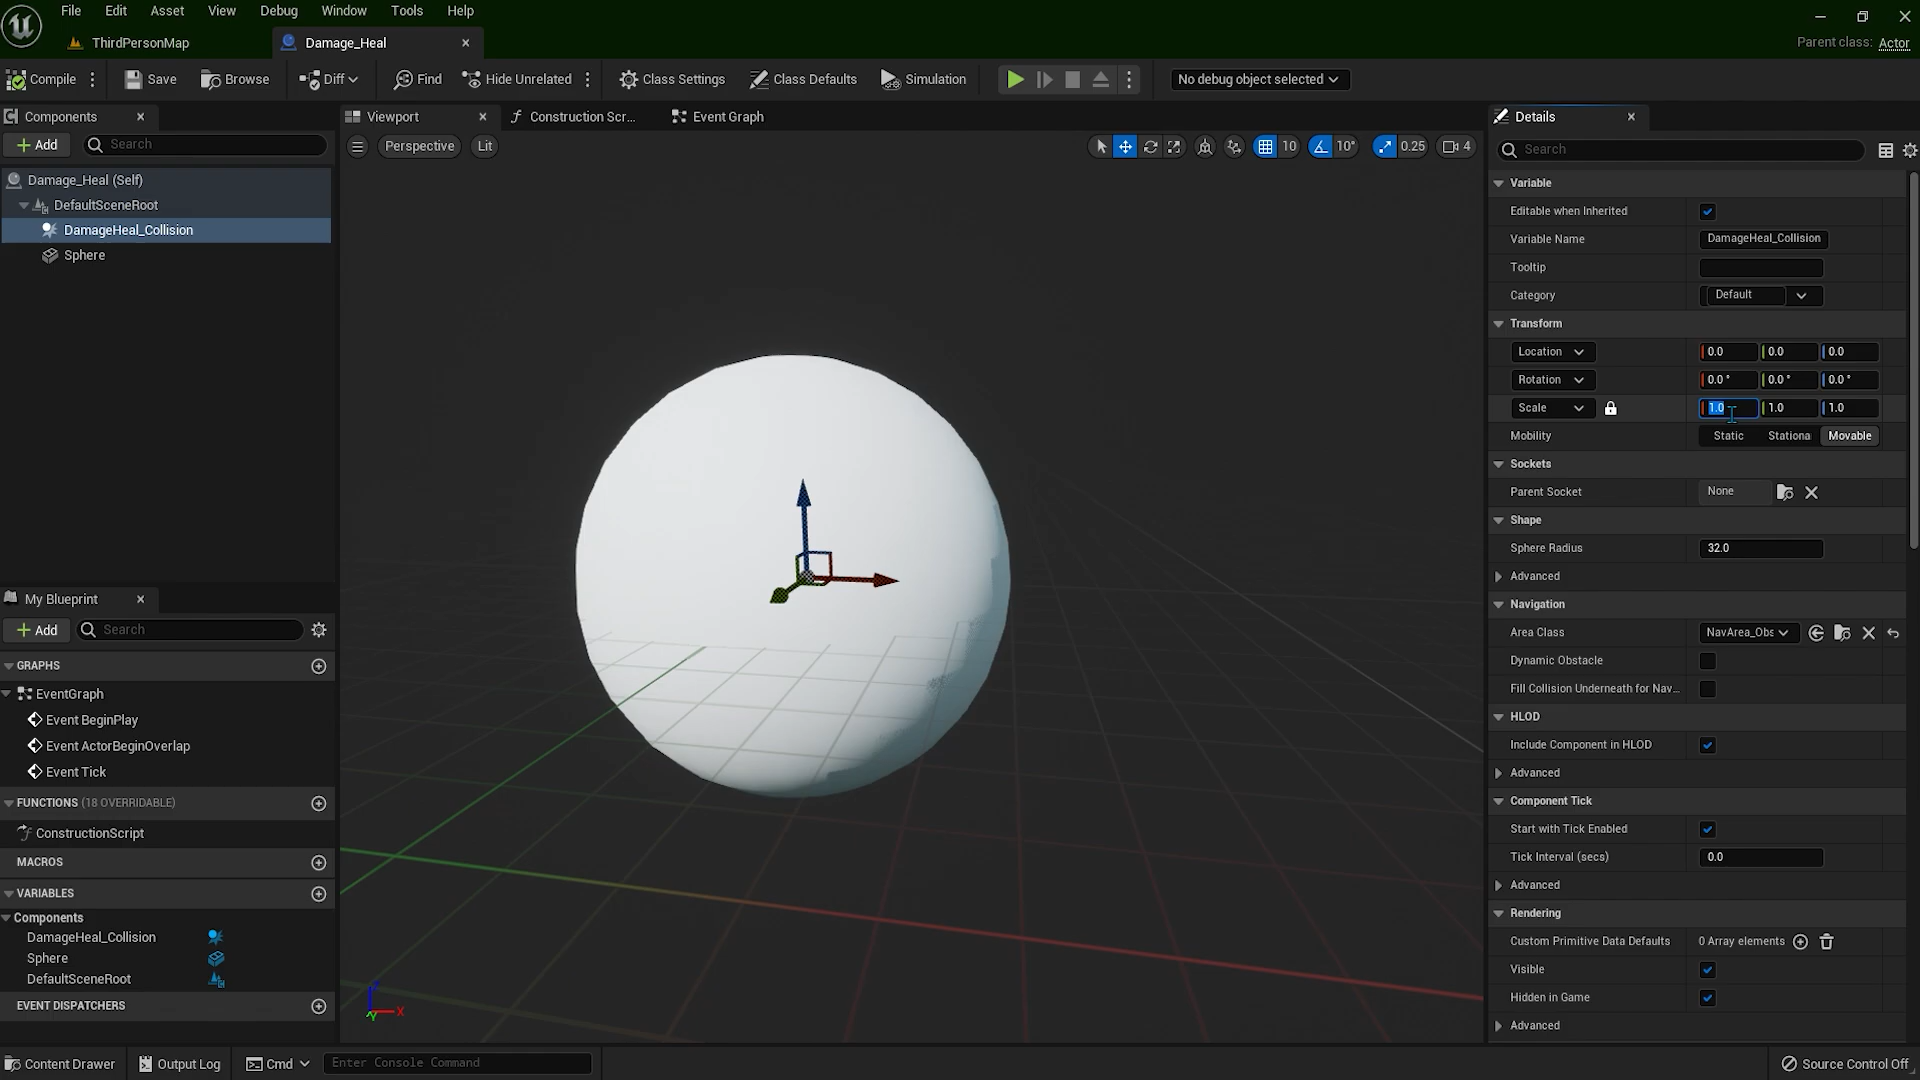 File Edit Asset View Debug Window Tools Help
ThirdPersonMap Damage_Heal Parent class: Actor
Compile Save Browse Diff Find Hide Unrelated Class Settings Class Defaults Simulation No debug object selected
Components
Add Search
Damage_Heal (Self)
DefaultSceneRoot
DamageHeal_Collision
Sphere
My Blueprint
Add Search
GRAPHS
EventGraph
Event BeginPlay
Event ActorBeginOverlap
Event Tick
FUNCTIONS (18 OVERRIDABLE)
ConstructionScript
MACROS
VARIABLES
Components
DamageHeal_Collision
Sphere
DefaultSceneRoot
EVENT DISPATCHERS
Viewport Construction Scr... Event Graph
Perspective Lit 10 10° 0.25 4
X
Details
Search
Variable
Editable when Inherited
Variable Name DamageHeal_Collision
Tooltip
Category Default
Transform
Location 0.0 0.0 0.0
Rotation 0.0 ° 0.0 ° 0.0 °
Scale 1.0 1.0 1.0
Mobility Static Stationa Movable
Sockets
Parent Socket None
Shape
Sphere Radius 32.0
Advanced
Navigation
Area Class NavArea_Obs
Dynamic Obstacle
Fill Collision Underneath for Nav...
HLOD
Include Component in HLOD
Advanced
Component Tick
Start with Tick Enabled
Tick Interval (secs) 0.0
Advanced
Rendering
Custom Primitive Data Defaults 0 Array elements
Visible
Hidden in Game
Advanced
Content Drawer Output Log Cmd Enter Console Command Source Control Off